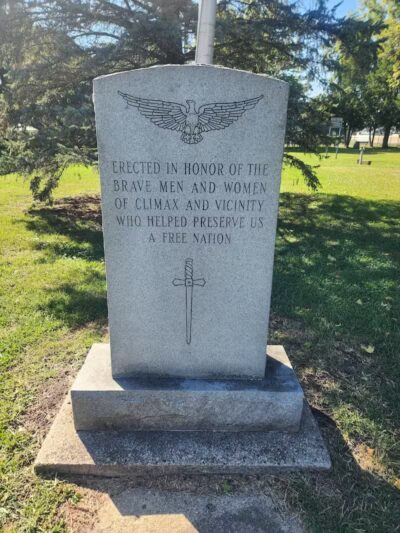 ERECTED IN HONOR OF THE
BRAVE MEN AND WOMEN
OF CLIMAX AND VICINITY
WHO HELPED PRESERVE US
A FREE NATION